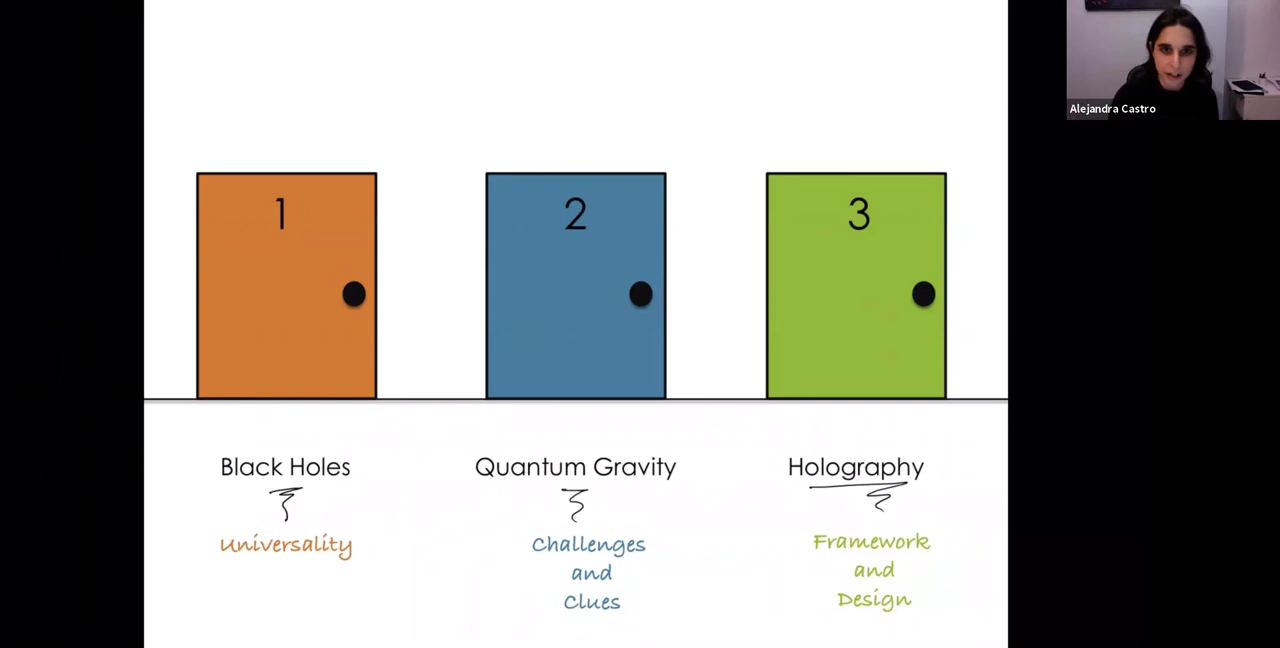 Alejandra Castro
1
2
3
Black Holes
Quantum Gravity
Holography
Universality
Challenges
and
Clues
Framework
and
Design